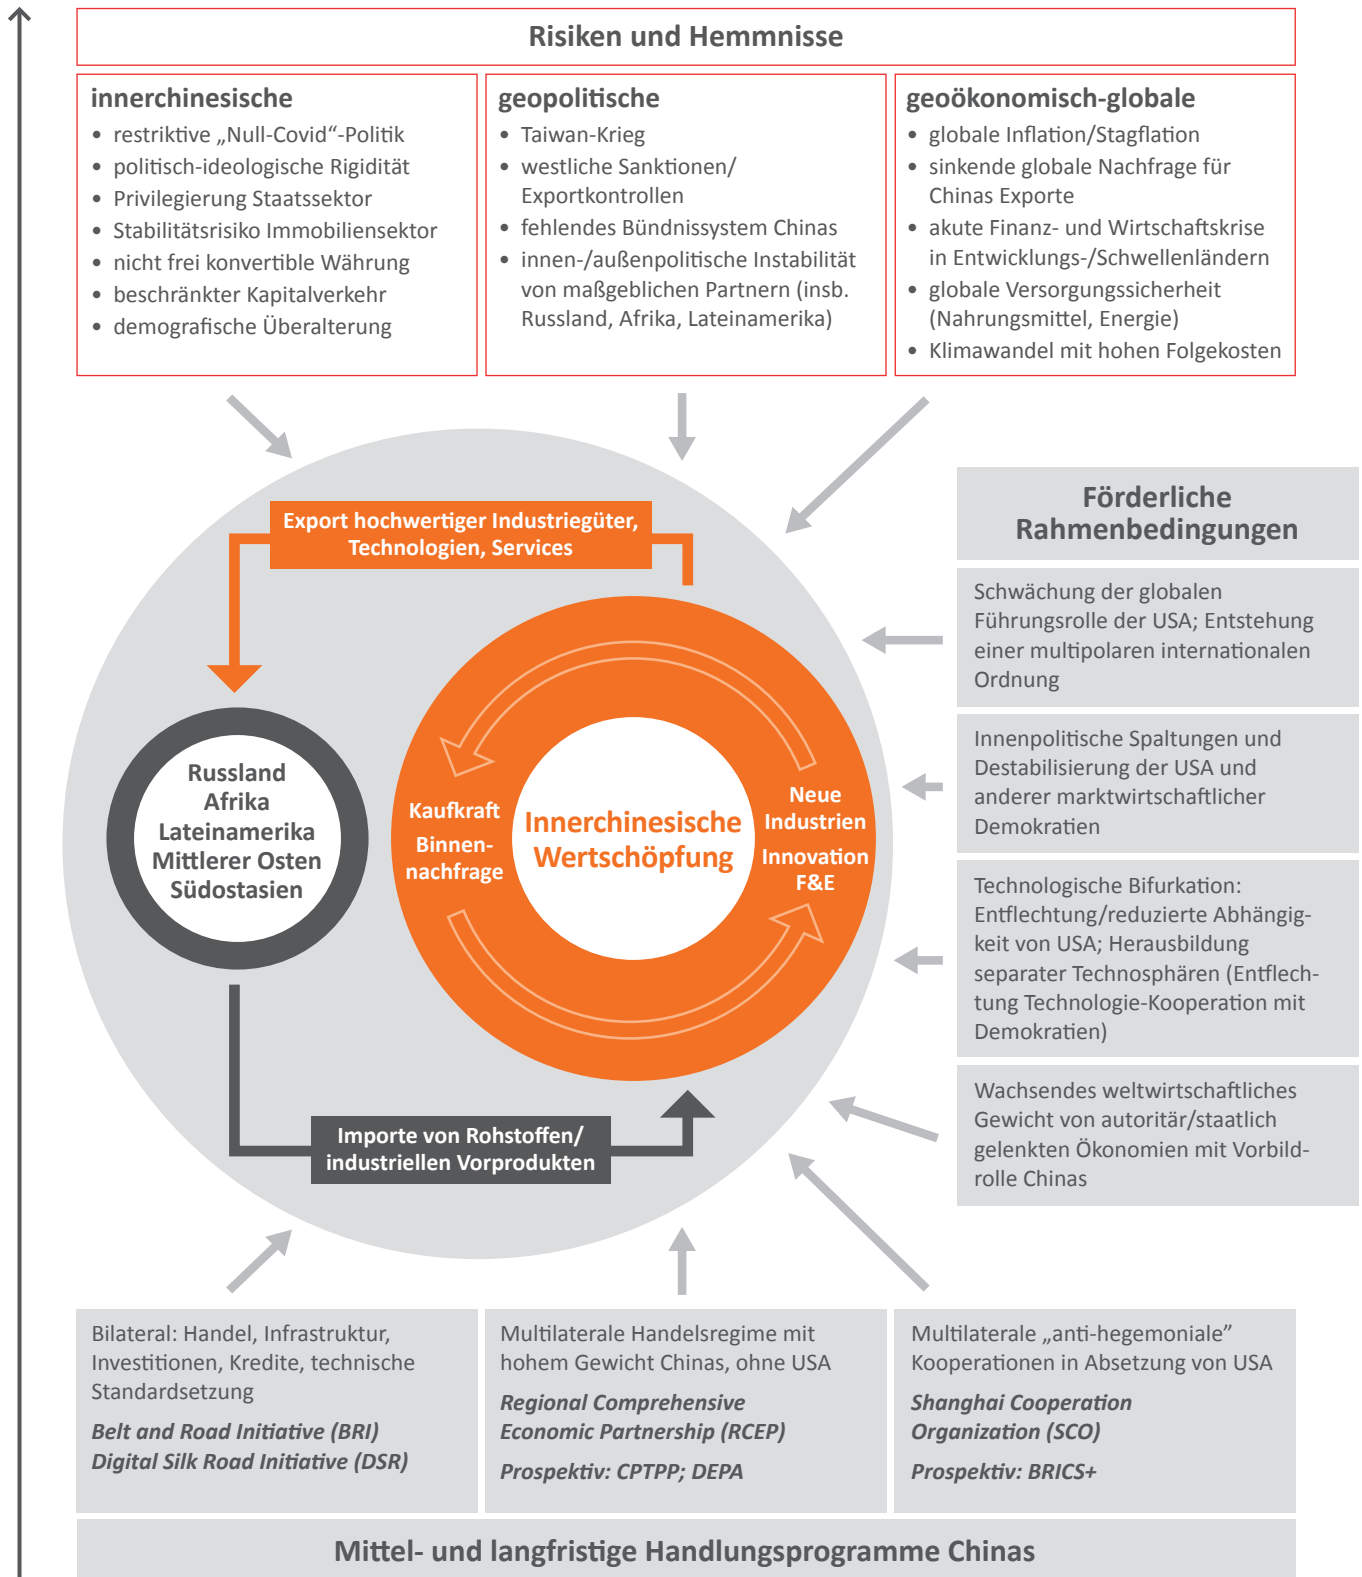 Risiken und Hemmnisse
innerchinesische
• restriktive „Null-Covid“-Politik
• politisch-ideologische Rigidität
• Privilegierung Staatssektor
• Stabilitätsrisiko Immobiliensektor
• nicht frei konvertible Währung
• beschränkter Kapitalverkehr
• demografische Überalterung
geopolitische
• Taiwan-Krieg
• westliche Sanktionen/
Exportkontrollen
• fehlendes Bündnissystem Chinas
• innen-/außenpolitische Instabilität
von maßgeblichen Partnern (insb.
Russland, Afrika, Lateinamerika)
geoökonomisch-globale
• globale Inflation/Stagflation
• sinkende globale Nachfrage für
Chinas Exporte
• akute Finanz- und Wirtschaftskrise
in Entwicklungs-/Schwellenländern
• globale Versorgungssicherheit
(Nahrungsmittel, Energie)
• Klimawandel mit hohen Folgekosten
Export hochwertiger Industriegüter,
Technologien, Services
Russland
Afrika
Lateinamerika
Mittlerer Osten
Südostasien
Kaufkraft
Binnen-
nachfrage
Innerchinesische
Wertschöpfung
Neue
Industrien
Innovation
F&E
Importe von Rohstoffen/
industriellen Vorprodukten
Förderliche
Rahmenbedingungen
Schwächung der globalen
Führungsrolle der USA; Entstehung
einer multipolaren internationalen
Ordnung
Innenpolitische Spaltungen und
Destabilisierung der USA und
anderer marktwirtschaftlicher
Demokratien
Technologische Bifurkation:
Entflechtung/reduzierte Abhängig-
keit von USA; Herausbildung
separater Technosphären (Entflech-
tung Technologie-Kooperation mit
Demokratien)
Wachsendes weltwirtschaftliches
Gewicht von autoritär/staatlich
gelenkten Ökonomien mit Vorbild-
rolle Chinas
Bilateral: Handel, Infrastruktur,
Investitionen, Kredite, technische
Standardsetzung
Belt and Road Initiative (BRI)
Digital Silk Road Initiative (DSR)
Multilaterale Handelsregime mit
hohem Gewicht Chinas, ohne USA
Regional Comprehensive
Economic Partnership (RCEP)
Prospektiv: CPTPP; DEPA
Multilaterale „anti-hegemoniale”
Kooperationen in Absetzung von USA
Shanghai Cooperation
Organization (SCO)
Prospektiv: BRICS+
Mittel- und langfristige Handlungsprogramme Chinas